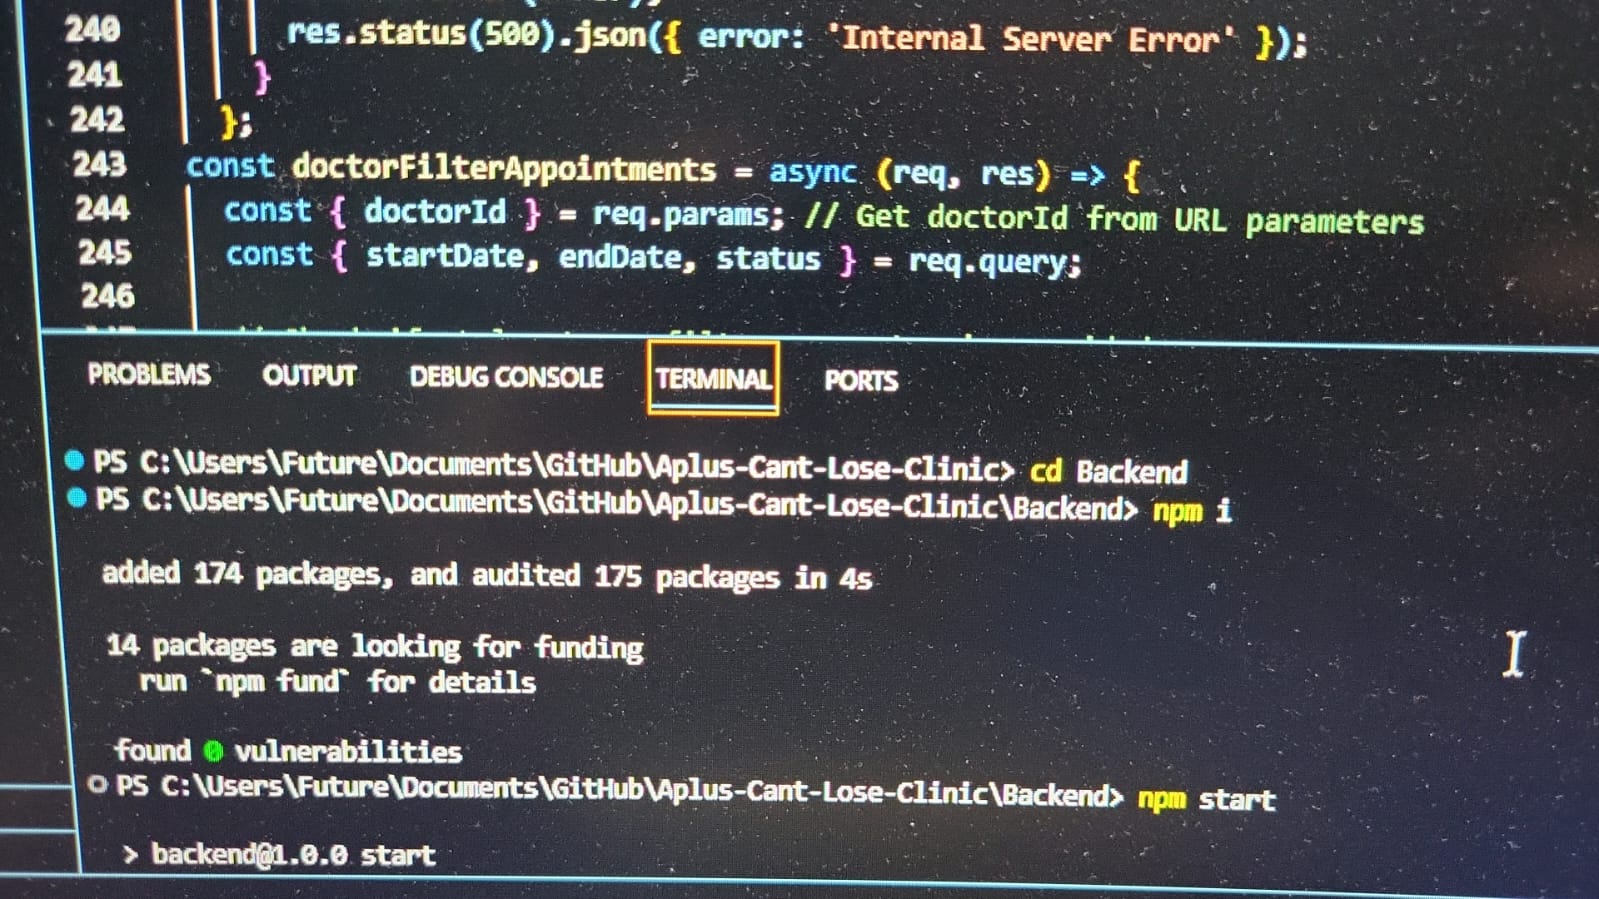 240 res.status(500).json({ error: 'Internal Server Error' });
241 }
242 };
243 const doctorFilterAppointments = async (req, res) => {
244 const { doctorId } = req.params; // Get doctorId from URL parameters
245 const { startDate, endDate, status } = req.query;
246
PROBLEMS OUTPUT DEBUG CONSOLE TERMINAL PORTS
PS C:\Users\Future\Documents\GitHub\Aplus-Cant-Lose-Clinic> cd Backend
PS C:\Users\Future\Documents\GitHub\Aplus-Cant-Lose-Clinic\Backend> npm i
added 174 packages, and audited 175 packages in 4s
14 packages are looking for funding
run `npm fund` for details
found 0 vulnerabilities
PS C:\Users\Future\Documents\GitHub\Aplus-Cant-Lose-Clinic\Backend> npm start
> backend@1.0.0 start